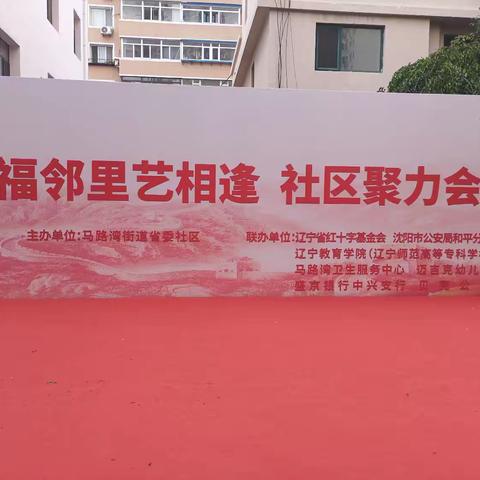 福邻里艺相逢 社区聚力会
主办单位:马路湾街道省委社区
联办单位:辽宁省红十字基金会 沈阳市公安局和平分
辽宁教育学院(辽宁师范高等专科学校
马路湾卫生服务中心 迈吉克幼儿
盛京银行中兴支行 贝壳公